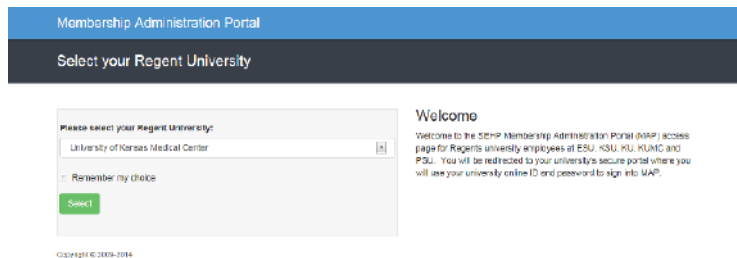 Membership Administration Portal
Select your Regent University
Please select your Regent University:
University of Kansas Medical Center
Remember my choice
Select
Welcome
Welcome to the SEHP Membership Administration Portal (MAP) access
page for Regents university employees at ESU, KSU, KU, KUMC and
PSU. You will be redirected to your university's secure portal where you
will use your university online ID and password to sign into MAP.
Copyright © 2009-2014